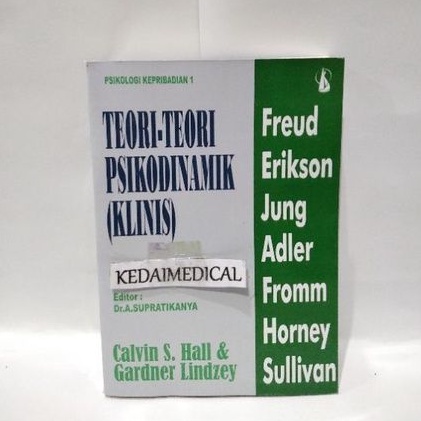 PSIKOLOGI KEPRIBADIAN 1
TEORI-TEORI
PSIKODINAMIK
(KLINIS)
KEDAIMEDICAL
Editor :
Dr.A.SUPRATIKANYA
Calvin S. Hall &
Gardner Lindzey
Freud
Erikson
Jung
Adler
Fromm
Horney
Sullivan